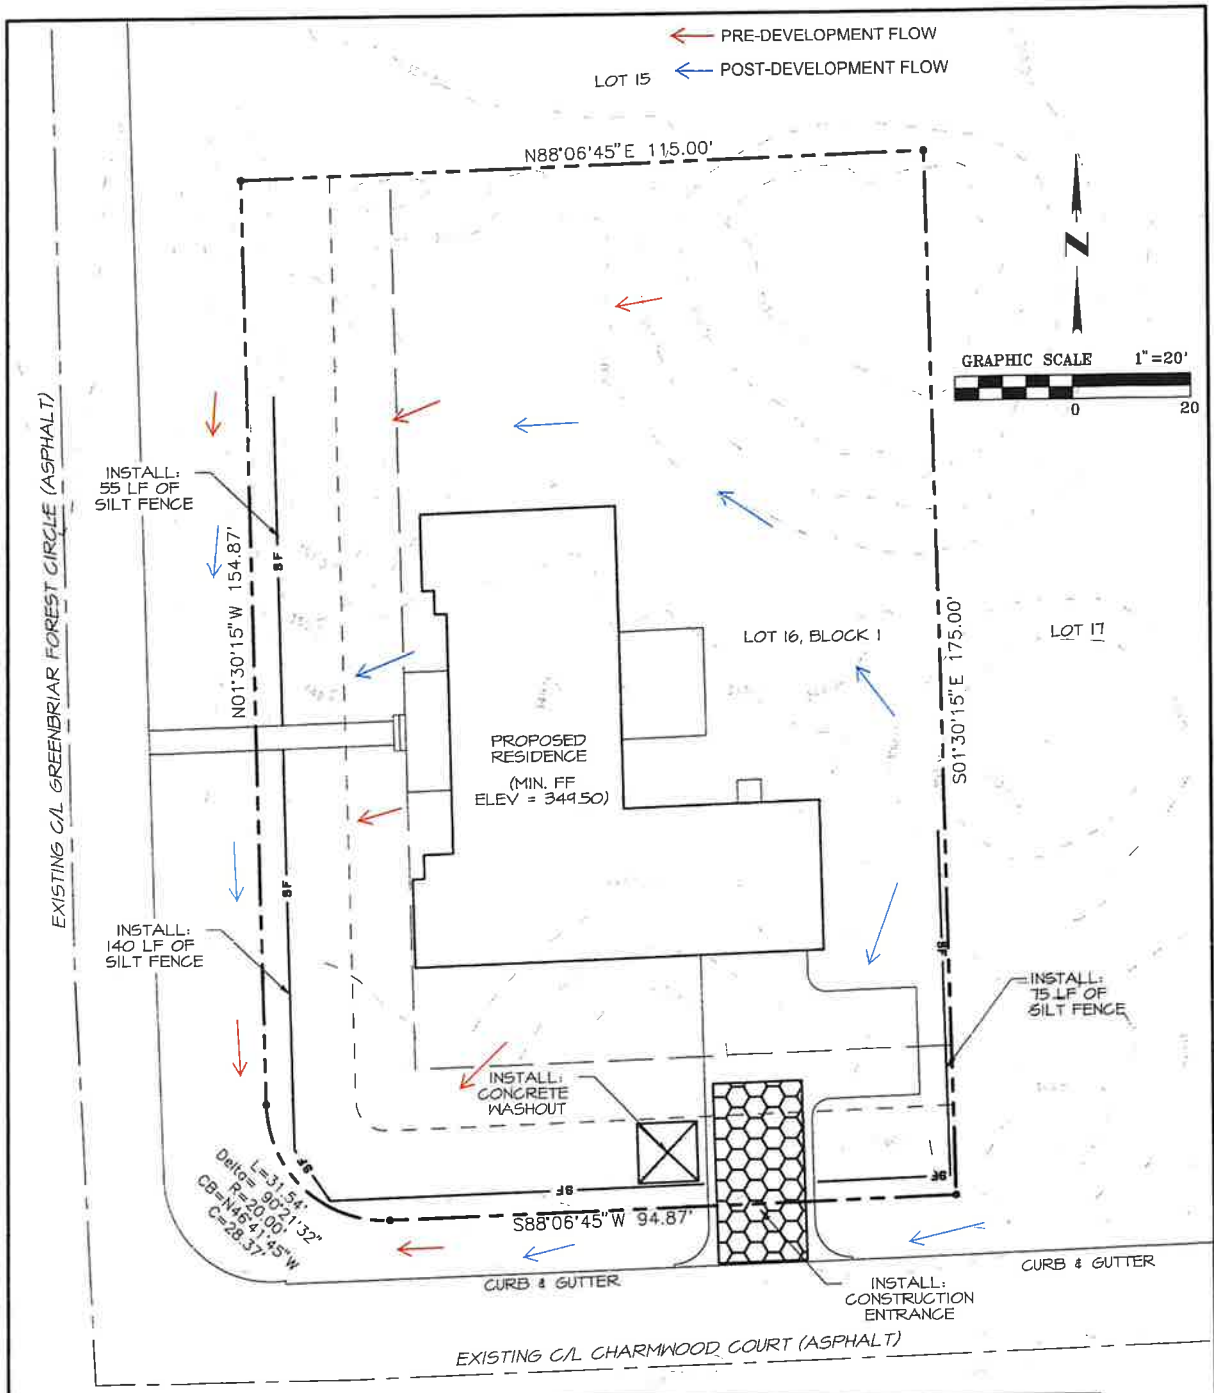 PRE-DEVELOPMENT FLOW
POST-DEVELOPMENT FLOW
LOT 15
N88°06'45"E 115.00'
N
GRAPHIC SCALE 1"=20'
0 20
EXISTING C/L GREENBRIAR FOREST CIRCLE (ASPHALT)
INSTALL:
55 LF OF
SILT FENCE
SF
N01°30'15"W 154.87'
LOT 16, BLOCK 1
LOT 17
S01°30'15"E 175.00'
PROPOSED
RESIDENCE
(MIN. FF
ELEV = 349.50)
SF
INSTALL:
140 LF OF
SILT FENCE
SF
INSTALL:
75 LF OF
SILT FENCE
INSTALL:
CONCRETE
WASHOUT
SF
SF
SF
L=31.54'
Delta= 90°21'32"
R=20.00'
CB=N46°41'45"W
C=28.37'
S88°06'45"W 94.87'
CURB & GUTTER
CURB & GUTTER
INSTALL:
CONSTRUCTION
ENTRANCE
EXISTING C/L CHARMWOOD COURT (ASPHALT)